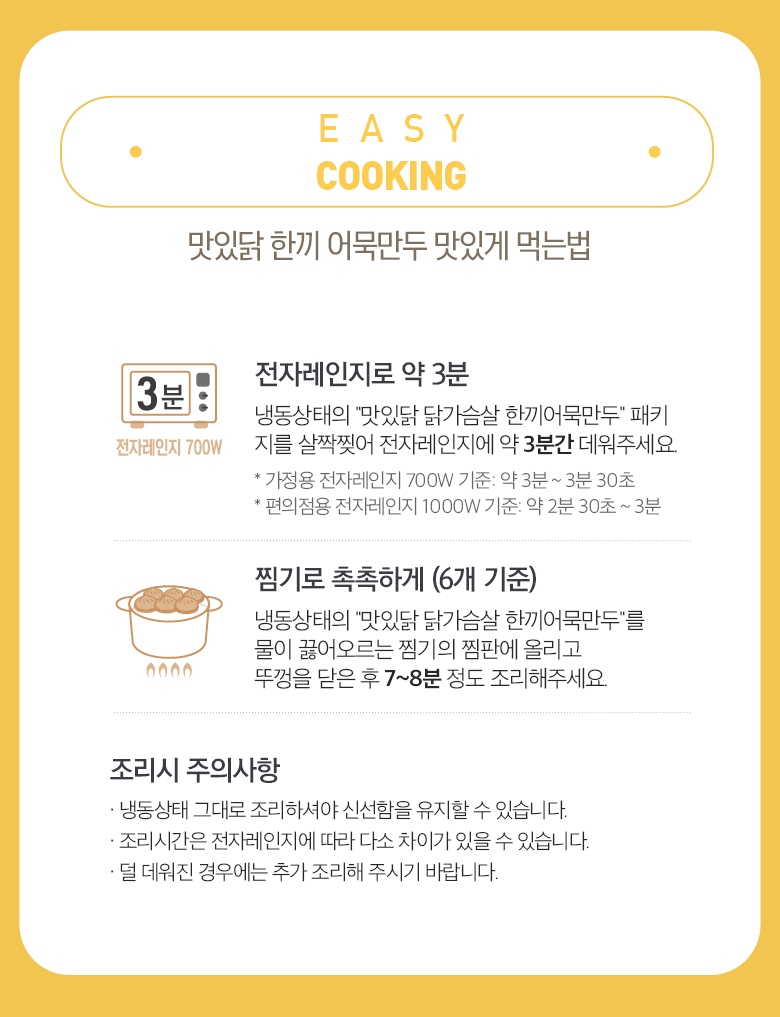 EASY
COOKING
맛있닭 한끼 어묵만두 맛있게 먹는법
3분
전자레인지 700W
전자레인지로 약 3분
냉동상태의 "맛있닭 닭가슴살 한끼어묵만두" 패키
지를 살짝찢어 전자레인지에 약 3분간 데워주세요.
* 가정용 전자레인지 700W 기준: 약 3분 ~ 3분 30초
* 편의점용 전자레인지 1000W 기준: 약 2분 30초 ~ 3분
찜기로 촉촉하게 (6개 기준)
냉동상태의 "맛있닭 닭가슴살 한끼어묵만두"를
물이 끓어오르는 찜기의 찜판에 올리고
뚜껑을 닫은 후 7~8분 정도 조리해주세요.
조리시 주의사항
· 냉동상태 그대로 조리하셔야 신선함을 유지할 수 있습니다.
· 조리시간은 전자레인지에 따라 다소 차이가 있을 수 있습니다.
· 덜 데워진 경우에는 추가 조리해 주시기 바랍니다.